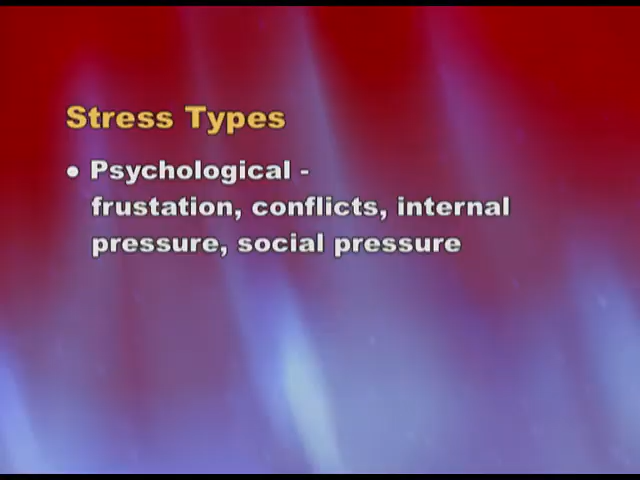 Stress Types
• Psychological -
frustation, conflicts, internal
pressure, social pressure